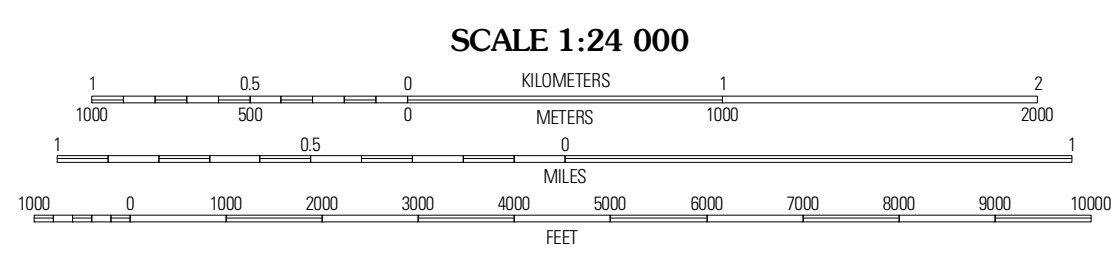 SCALE 1:24 000
1 0.5 0 KILOMETERS 1 2
1000 500 0 METERS 1000 2000
1 0.5 0 1
MILES
1000 0 1000 2000 3000 4000 5000 6000 7000 8000 9000 10000
FEET